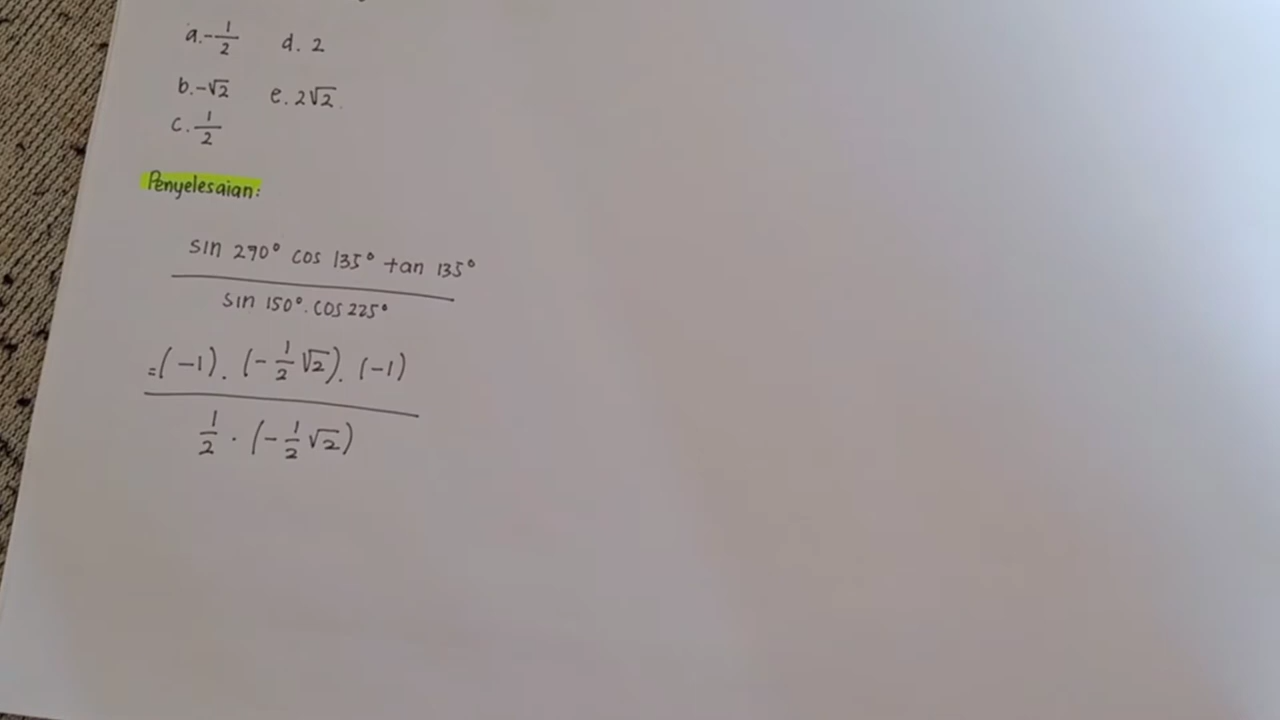 a. -1/2 d. 2
b. -√2 e. 2√2
c. 1/2
Penyelesaian:
sin 290° cos 135° tan 135°
sin 150° . cos 225°
= (-1) . (-1/2 √2) . (-1)
1/2 . (-1/2 √2)